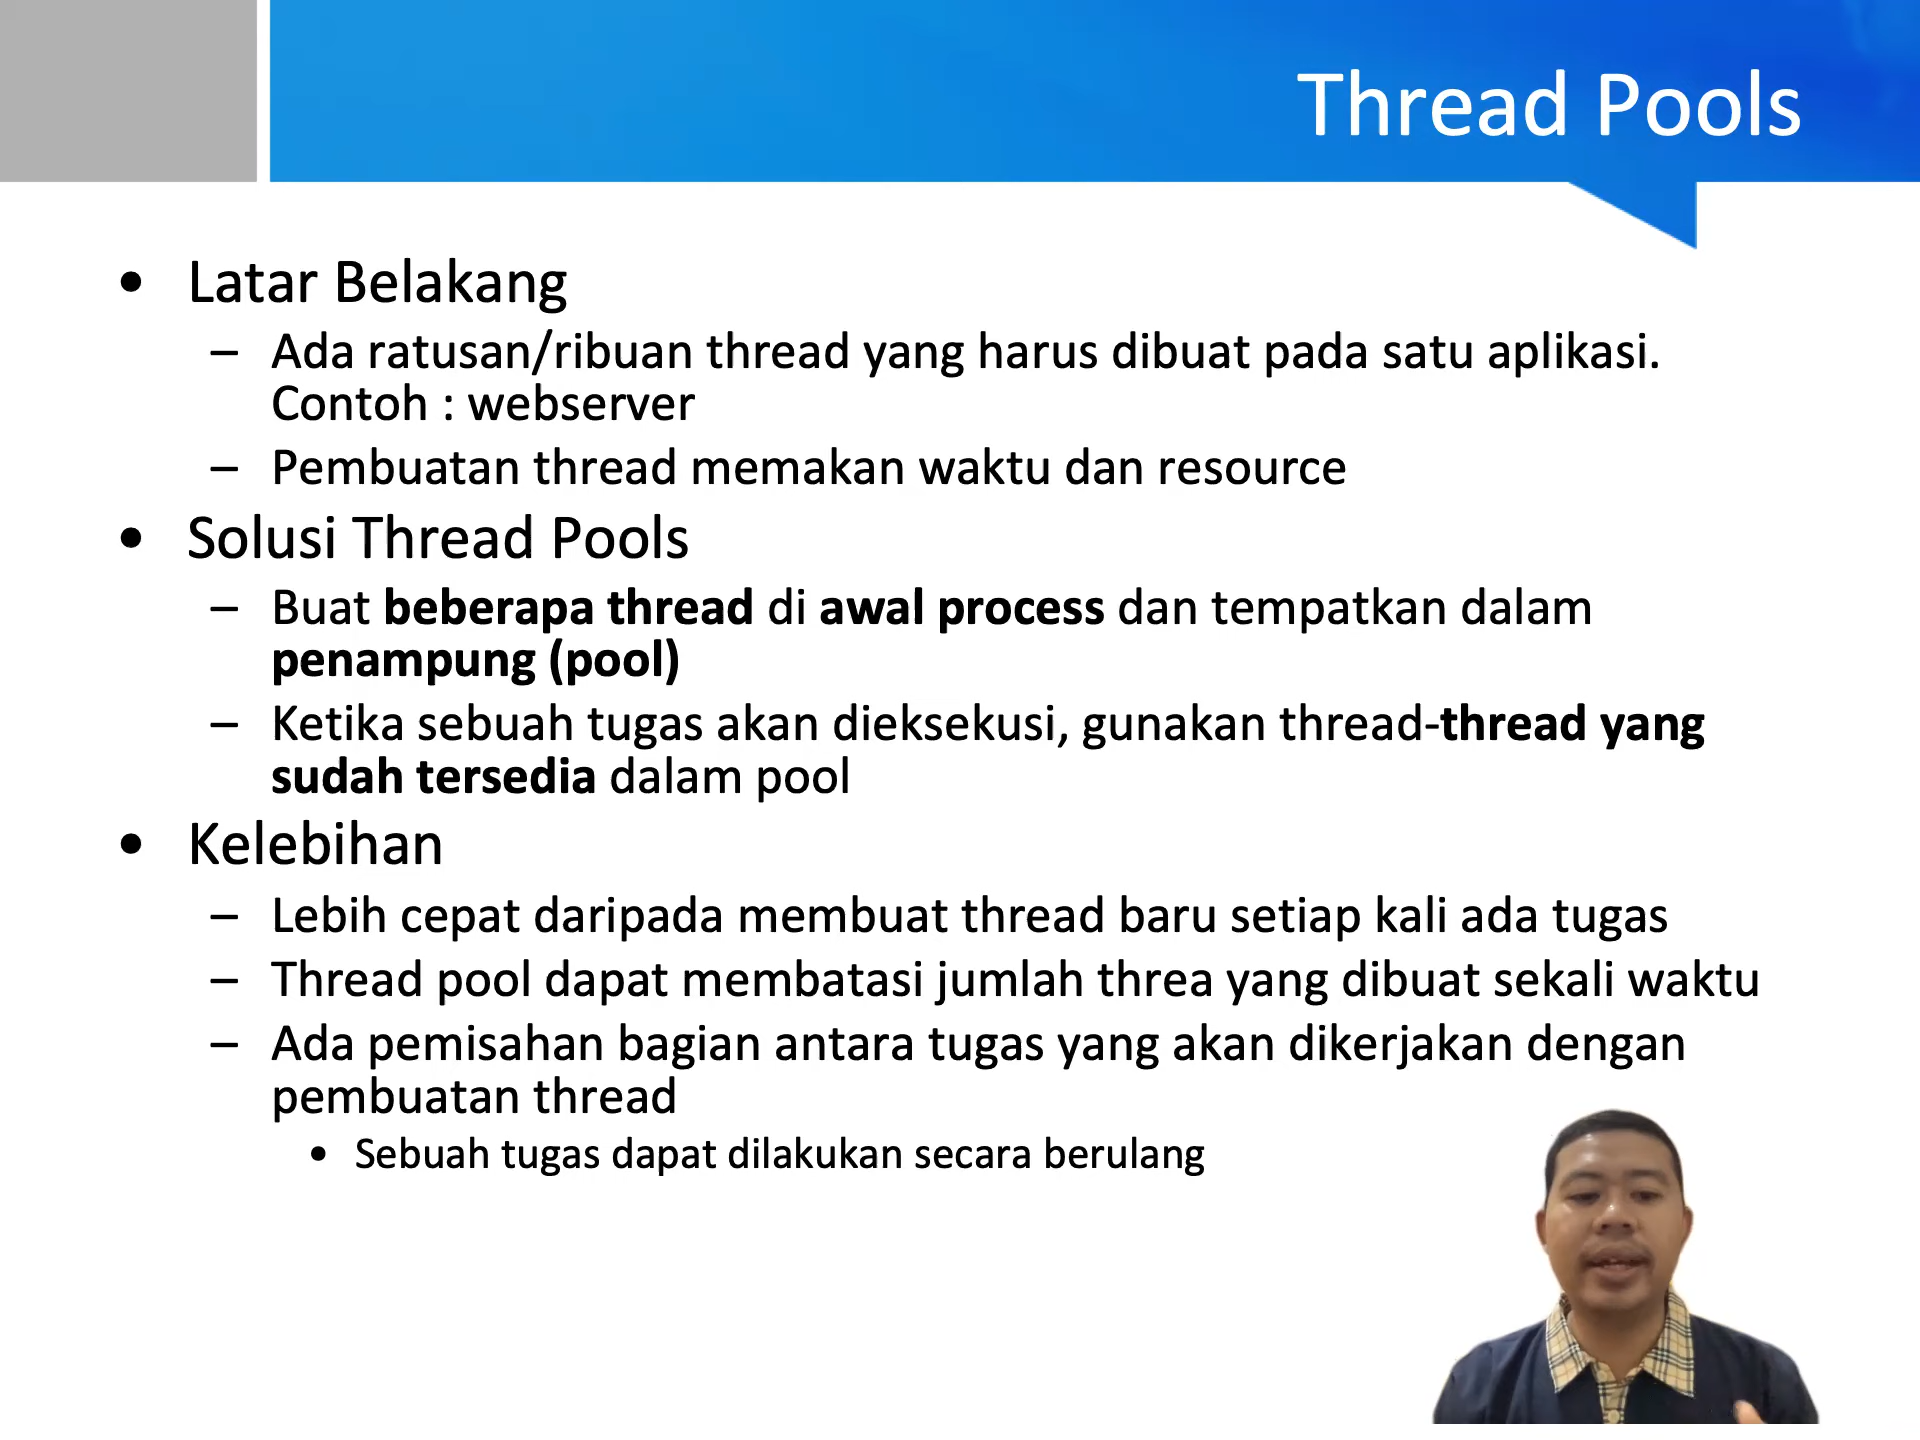 Thread Pools
• Latar Belakang
– Ada ratusan/ribuan thread yang harus dibuat pada satu aplikasi.
Contoh : webserver
– Pembuatan thread memakan waktu dan resource
• Solusi Thread Pools
– Buat beberapa thread di awal process dan tempatkan dalam
penampung (pool)
– Ketika sebuah tugas akan dieksekusi, gunakan thread-thread yang
sudah tersedia dalam pool
• Kelebihan
– Lebih cepat daripada membuat thread baru setiap kali ada tugas
– Thread pool dapat membatasi jumlah threa yang dibuat sekali waktu
– Ada pemisahan bagian antara tugas yang akan dikerjakan dengan
pembuatan thread
• Sebuah tugas dapat dilakukan secara berulang